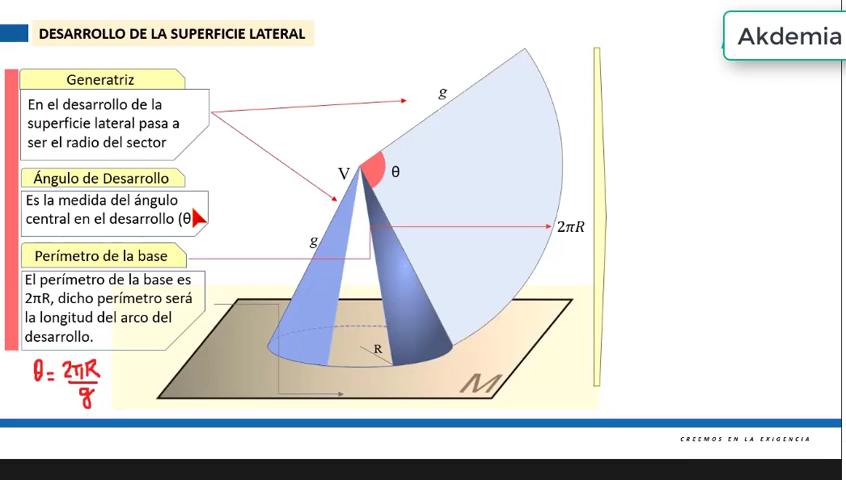 DESARROLLO DE LA SUPERFICIE LATERAL
Akdemia
Generatriz
En el desarrollo de la
superficie lateral pasa a
ser el radio del sector
Ángulo de Desarrollo
Es la medida del ángulo
central en el desarrollo (θ
Perímetro de la base
El perímetro de la base es
2πR, dicho perímetro será
la longitud del arco del
desarrollo.
θ = 2πR
g
g
V
θ
g
2πR
R
M
CREEMOS EN LA EXIGENCIA